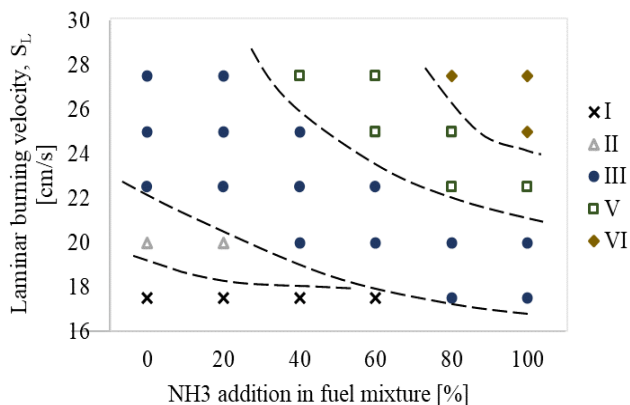 Laminar burning velocity, S_L
[cm/s]
30
28
26
24
22
20
18
16
0 20 40 60 80 100
NH3 addition in fuel mixture [%]
I
II
III
V
VI